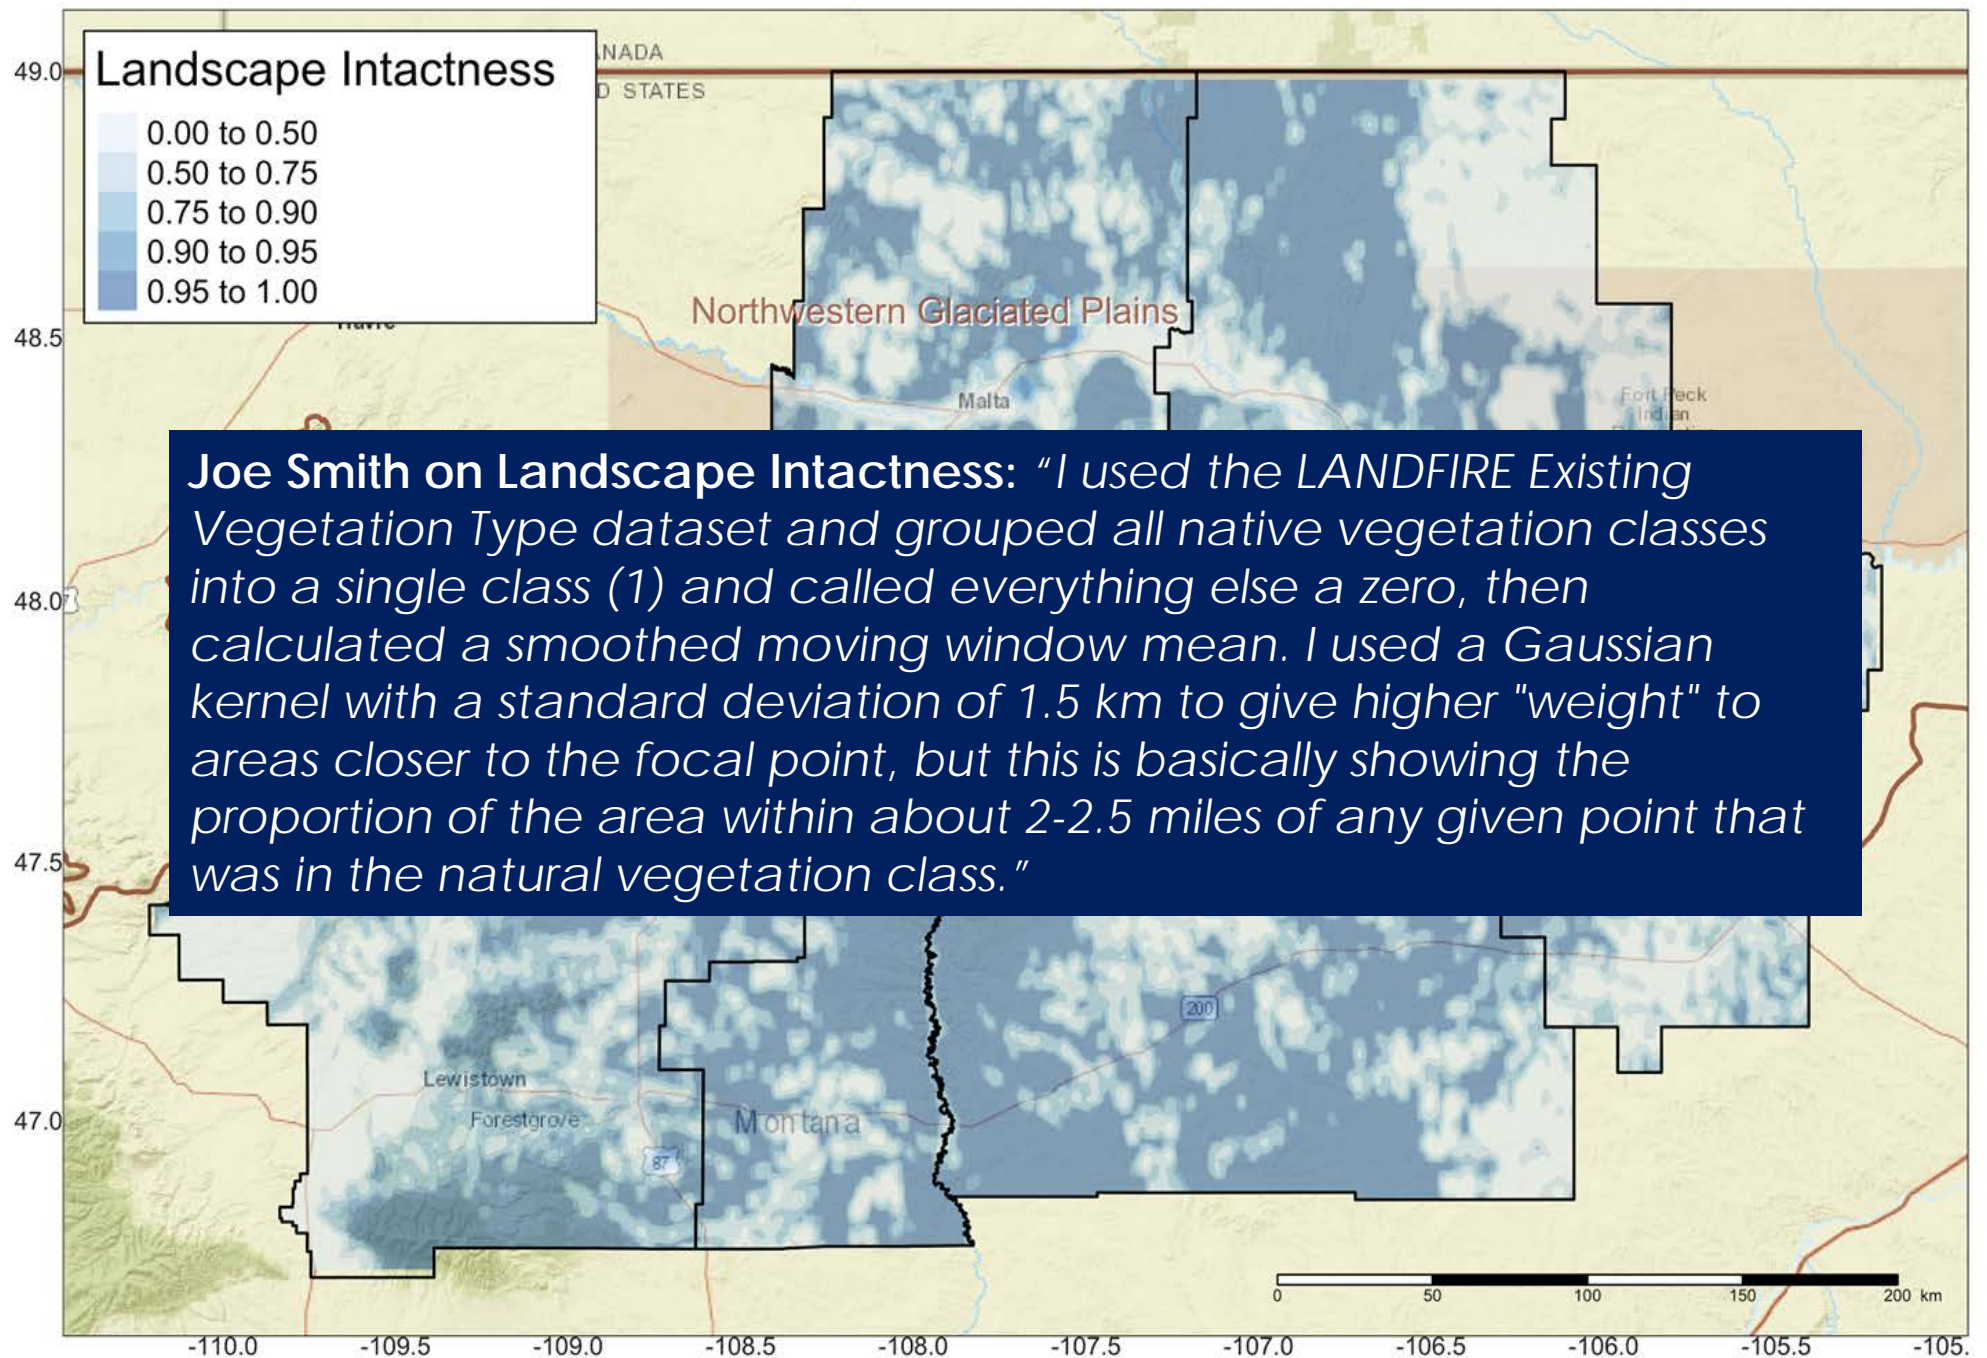 49.0
48.5
48.0
47.5
47.0
Landscape Intactness
0.00 to 0.50
0.50 to 0.75
0.75 to 0.90
0.90 to 0.95
0.95 to 1.00
NADA
D STATES
Northwestern Glaciated Plains
Malta
Fort Peck
Indian
Joe Smith on Landscape Intactness: “I used the LANDFIRE Existing
Vegetation Type dataset and grouped all native vegetation classes
into a single class (1) and called everything else a zero, then
calculated a smoothed moving window mean. I used a Gaussian
kernel with a standard deviation of 1.5 km to give higher "weight" to
areas closer to the focal point, but this is basically showing the
proportion of the area within about 2-2.5 miles of any given point that
was in the natural vegetation class.”
200
Lewistown
Forestgrove
Montana
87
0 50 100 150 200 km
-110.0 -109.5 -109.0 -108.5 -108.0 -107.5 -107.0 -106.5 -106.0 -105.5 -105.